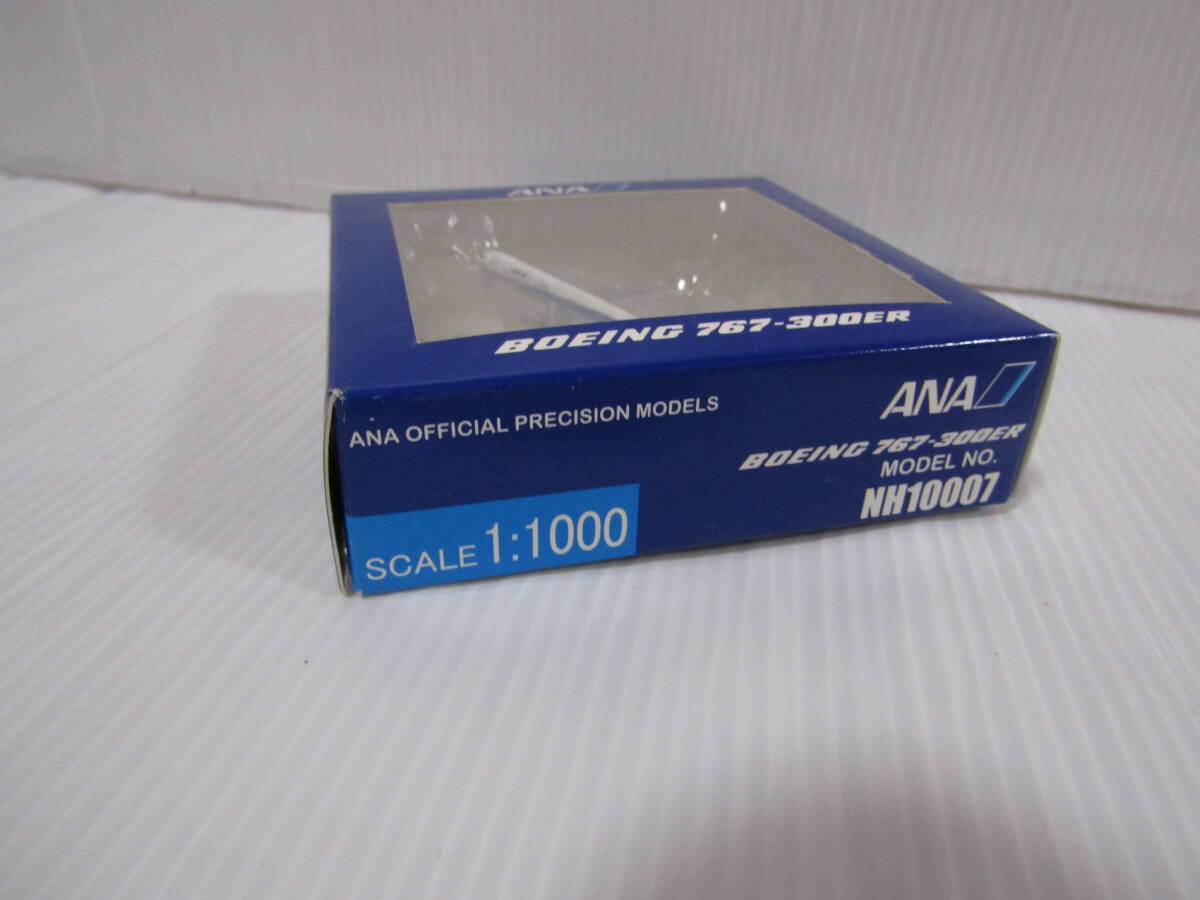 ANA
BOEING 767-300ER
ANA OFFICIAL PRECISION MODELS
SCALE 1:1000
ANA
BOEING 767-300ER
MODEL NO.
NH10007